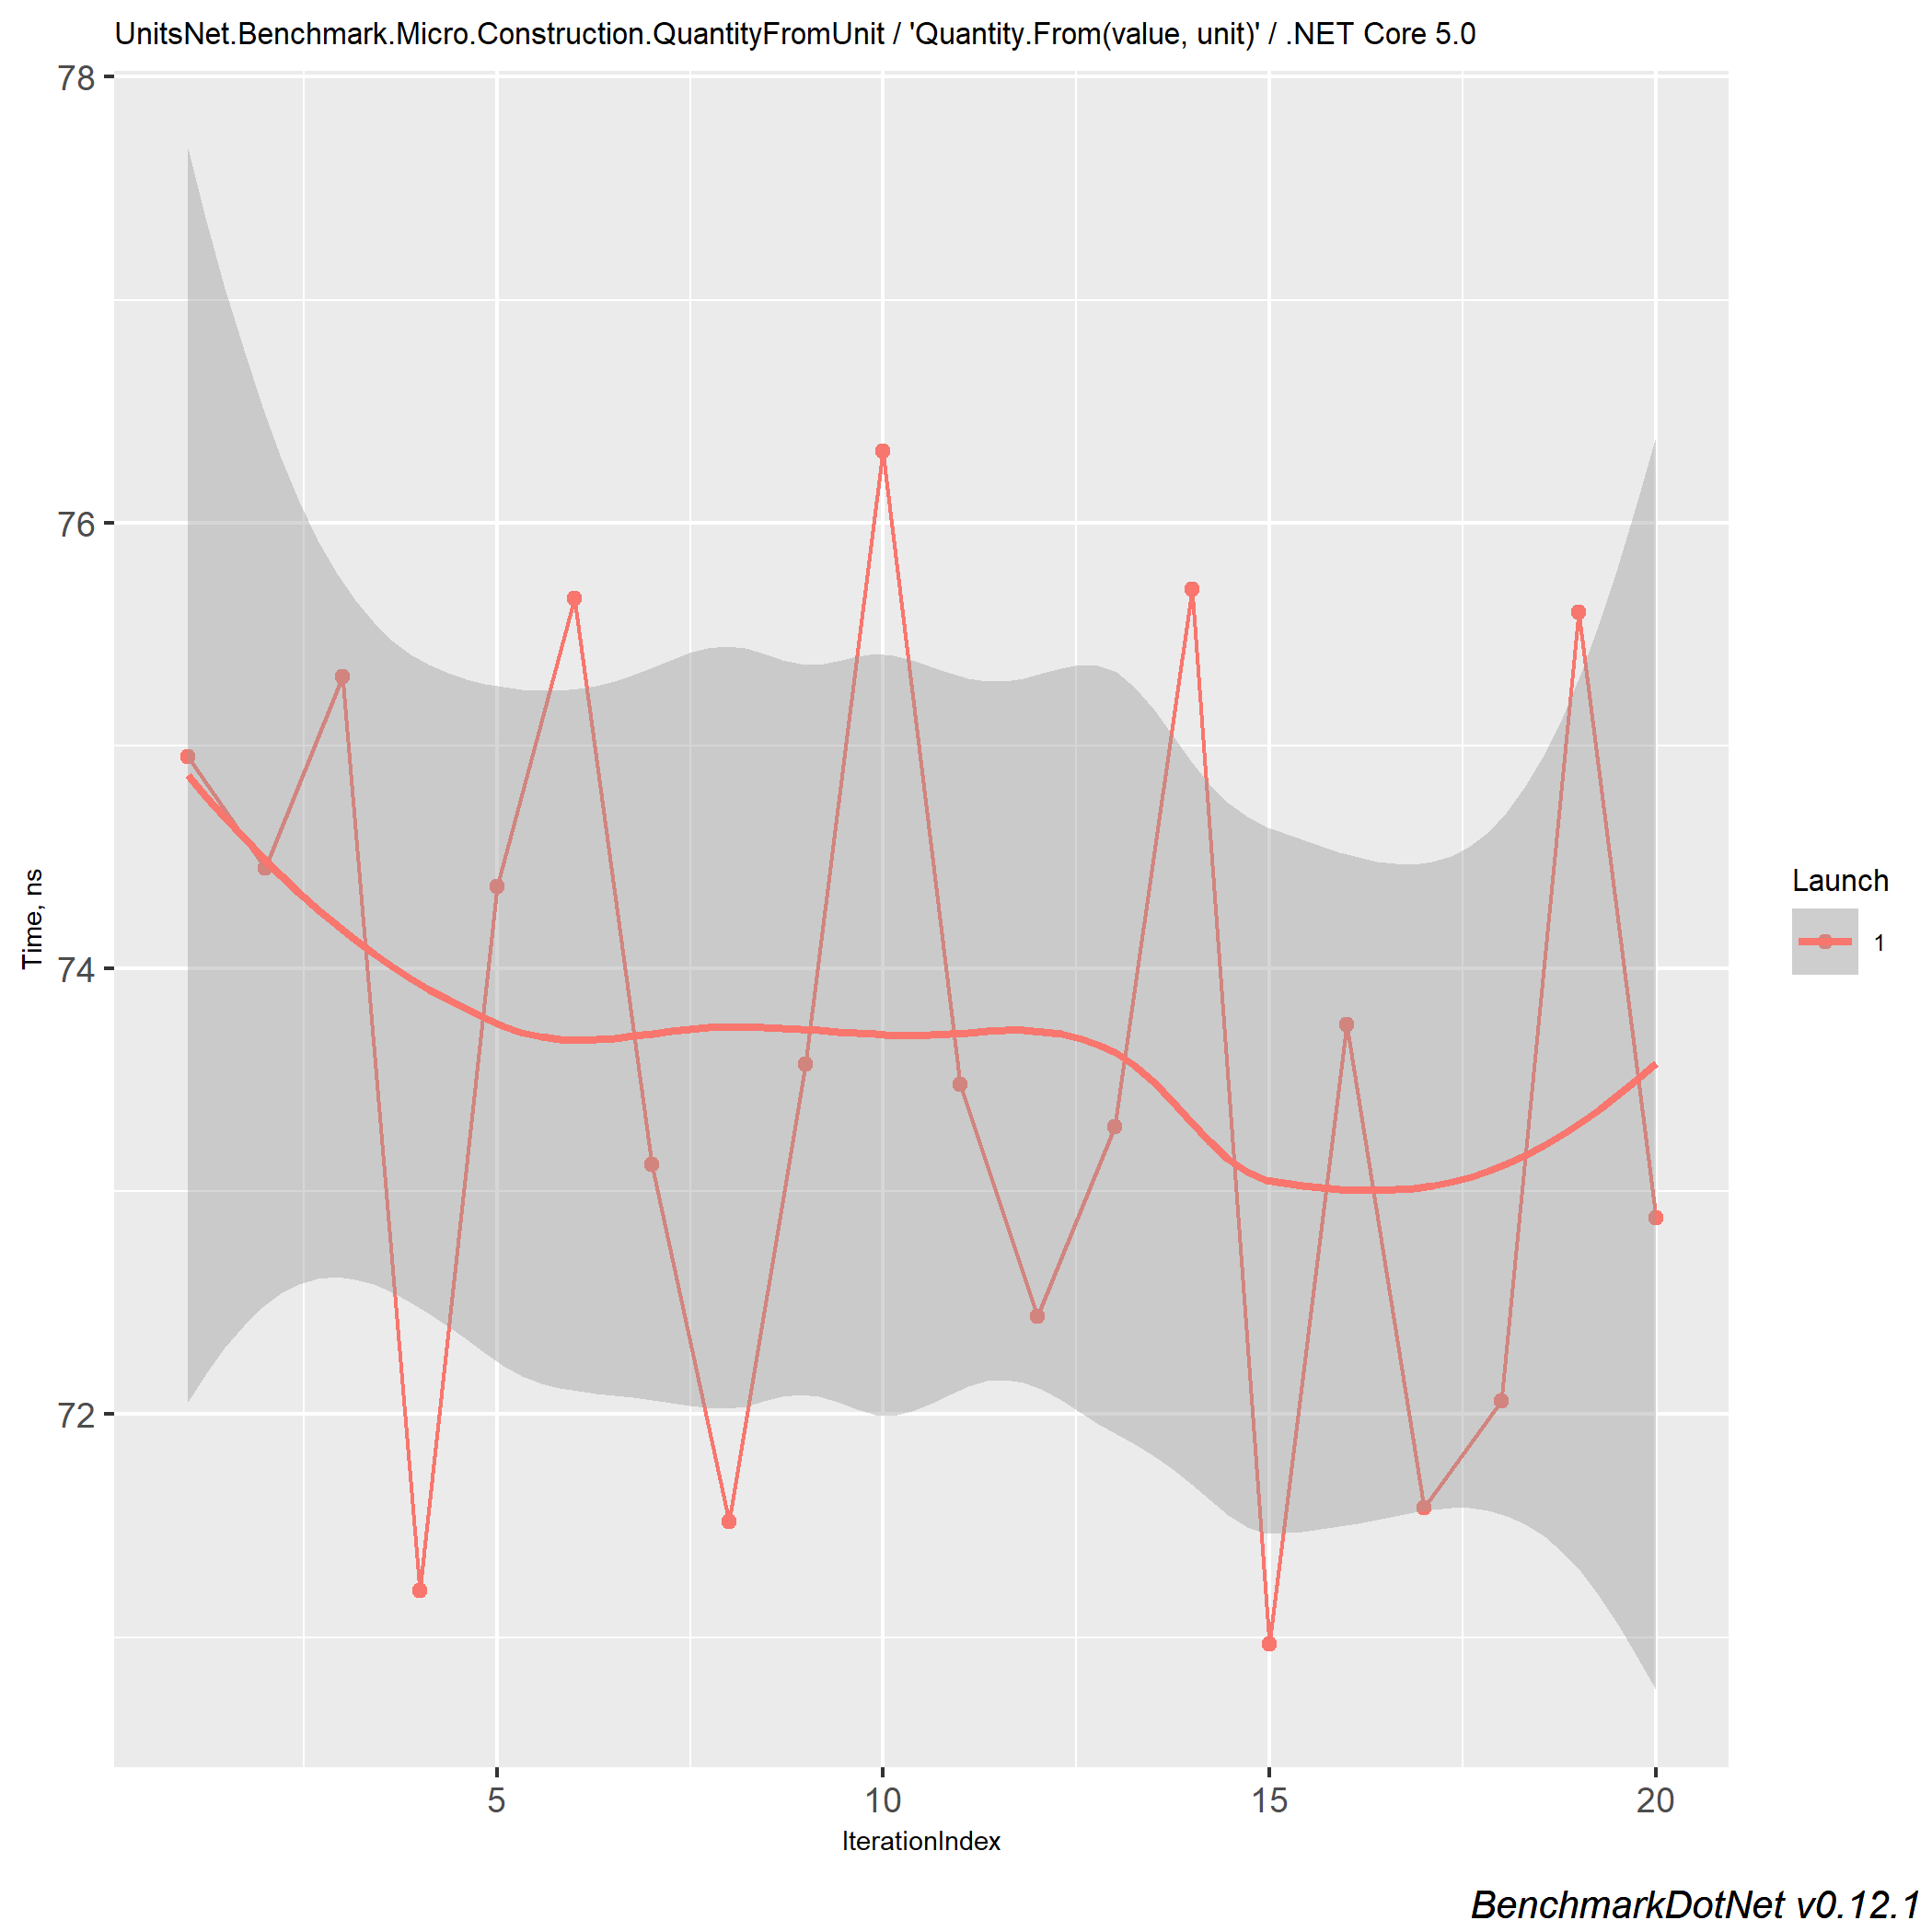 UnitsNet.Benchmark.Micro.Construction.QuantityFromUnit / 'Quantity.From(value, unit)' / .NET Core 5.0
78
76
74
72
Time, ns
5
10
15
20
IterationIndex
Launch
1
BenchmarkDotNet v0.12.1